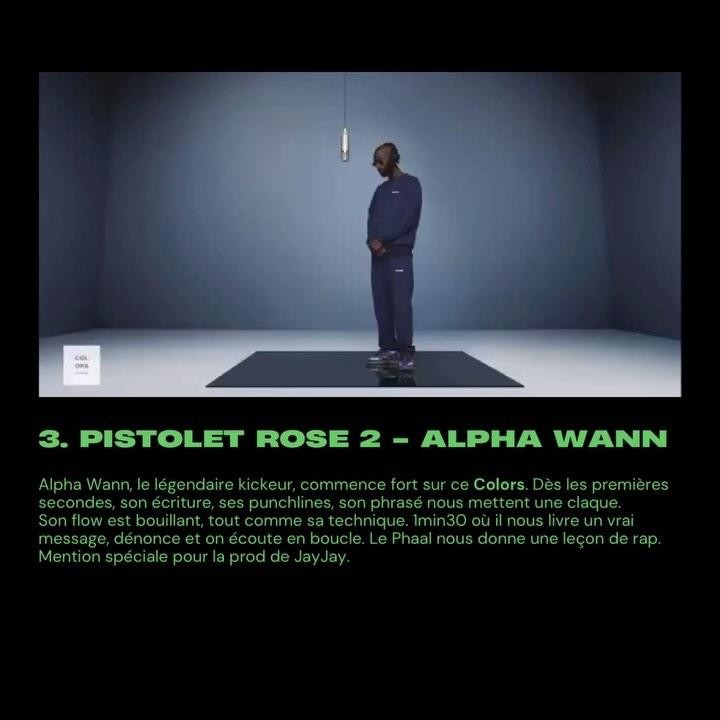 COL
ORS
3. PISTOLET ROSE 2 – ALPHA WANN
Alpha Wann, le légendaire kickeur, commence fort sur ce Colors. Dès les premières
secondes, son écriture, ses punchlines, son phrasé nous mettent une claque.
Son flow est bouillant, tout comme sa technique. 1min30 où il nous livre un vrai
message, dénonce et on écoute en boucle. Le Phaal nous donne une leçon de rap.
Mention spéciale pour la prod de JayJay.